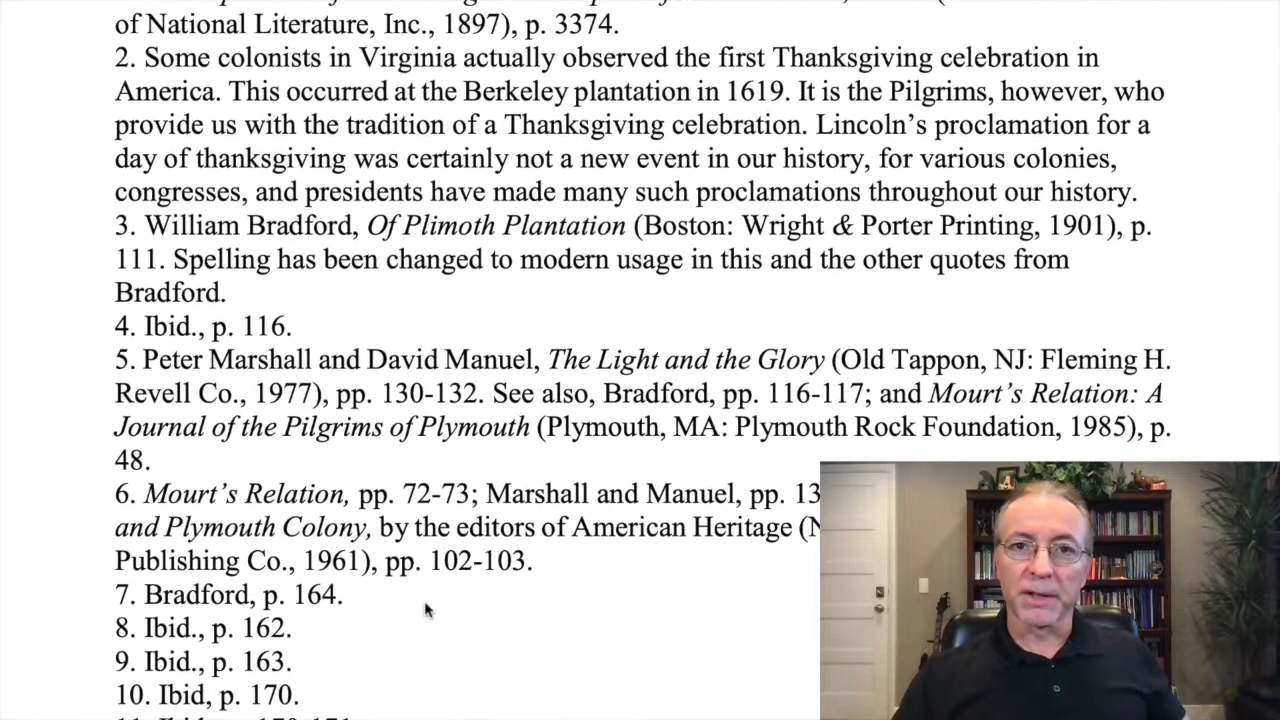 of National Literature, Inc., 1897), p. 3374.
2. Some colonists in Virginia actually observed the first Thanksgiving celebration in
America. This occurred at the Berkeley plantation in 1619. It is the Pilgrims, however, who
provide us with the tradition of a Thanksgiving celebration. Lincoln’s proclamation for a
day of thanksgiving was certainly not a new event in our history, for various colonies,
congresses, and presidents have made many such proclamations throughout our history.
3. William Bradford, Of Plimoth Plantation (Boston: Wright & Porter Printing, 1901), p.
111. Spelling has been changed to modern usage in this and the other quotes from
Bradford.
4. Ibid., p. 116.
5. Peter Marshall and David Manuel, The Light and the Glory (Old Tappon, NJ: Fleming H.
Revell Co., 1977), pp. 130-132. See also, Bradford, pp. 116-117; and Mourt’s Relation: A
Journal of the Pilgrims of Plymouth (Plymouth, MA: Plymouth Rock Foundation, 1985), p.
48.
6. Mourt’s Relation, pp. 72-73; Marshall and Manuel, pp. 13
and Plymouth Colony, by the editors of American Heritage (N
Publishing Co., 1961), pp. 102-103.
7. Bradford, p. 164.
8. Ibid., p. 162.
9. Ibid., p. 163.
10. Ibid, p. 170.